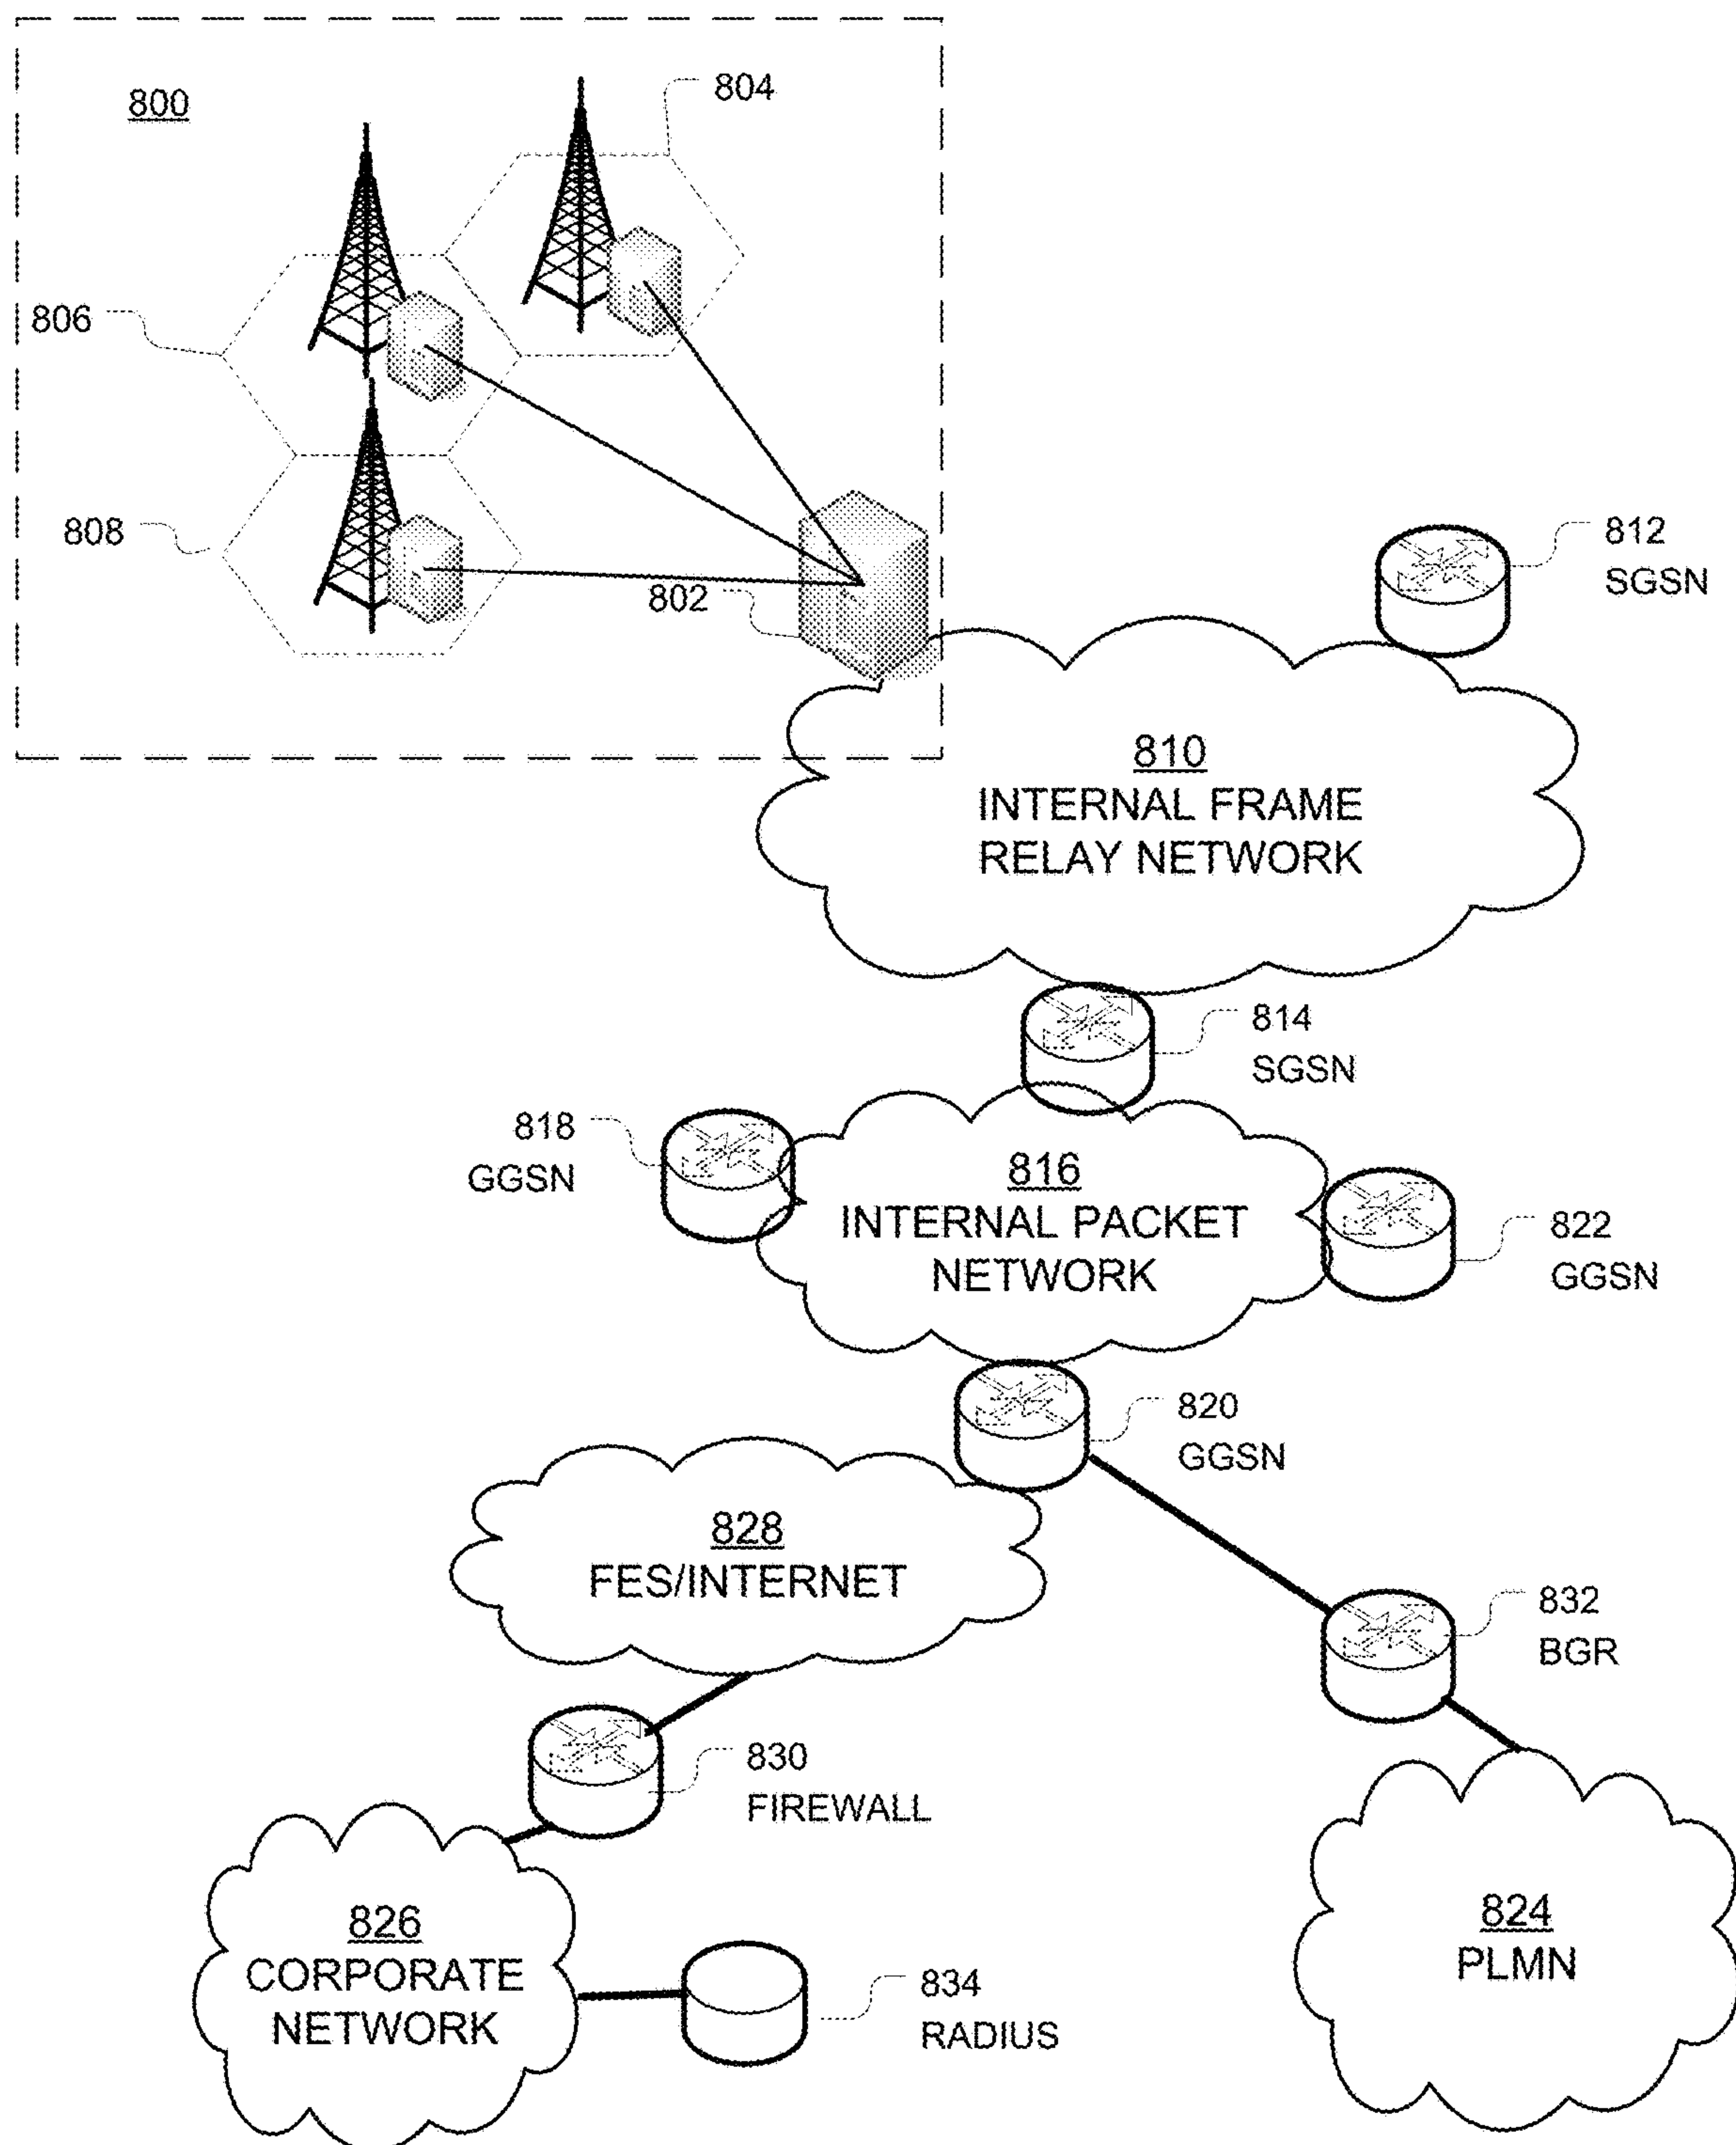 800
804
806
808
802
812
SGSN
810
INTERNAL FRAME
RELAY NETWORK
814
SGSN
818
GGSN
816
INTERNAL PACKET
NETWORK
822
GGSN
820
GGSN
828
FES/INTERNET
832
BGR
830
FIREWALL
826
CORPORATE
NETWORK
824
PLMN
834
RADIUS